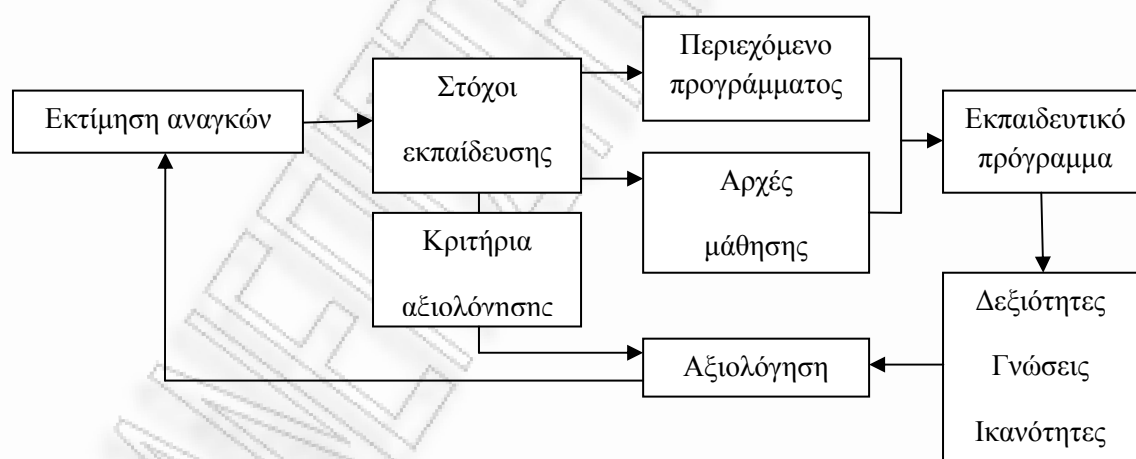 Εκτίμηση αναγκών
Στόχοι
εκπαίδευσης
Κριτήρια
αξιολόγησης
Περιεχόμενο
προγράμματος
Αρχές
μάθησης
Εκπαιδευτικό
πρόγραμμα
Δεξιότητες
Γνώσεις
Ικανότητες
Αξιολόγηση